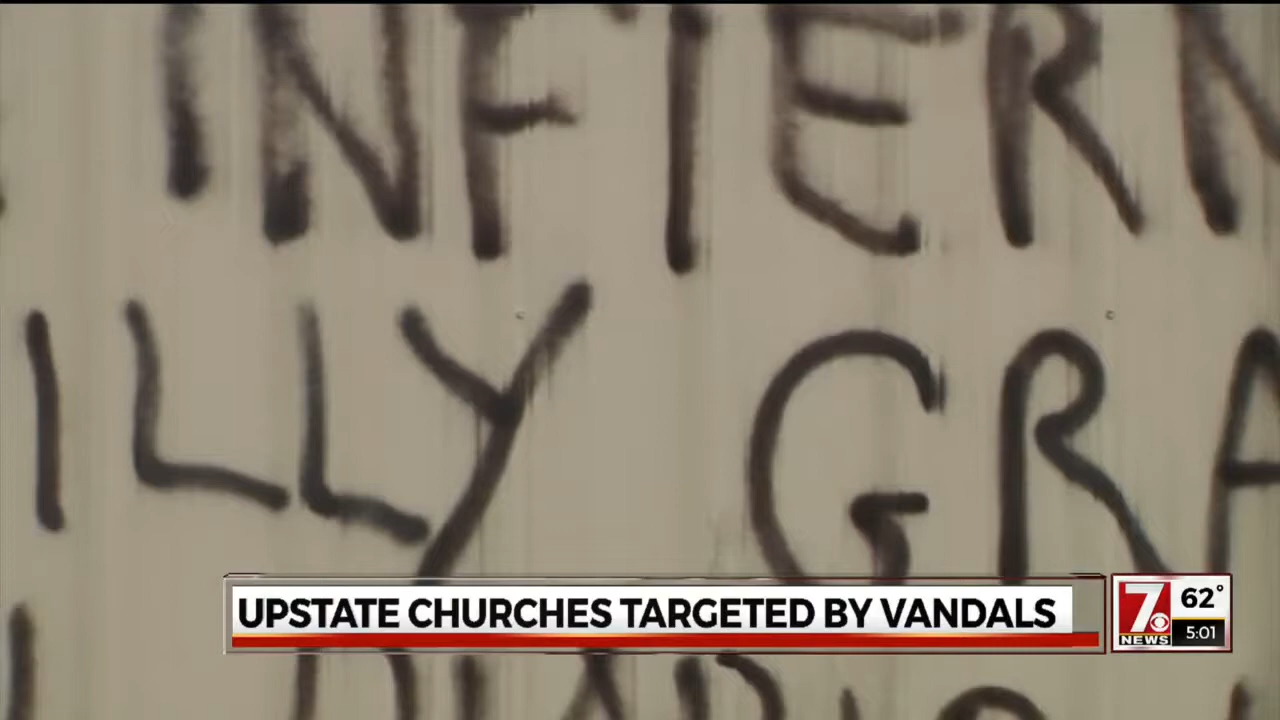 INFIERN
ILLY GRA
UPSTATE CHURCHES TARGETED BY VANDALS
7 NEWS
62°
5:01